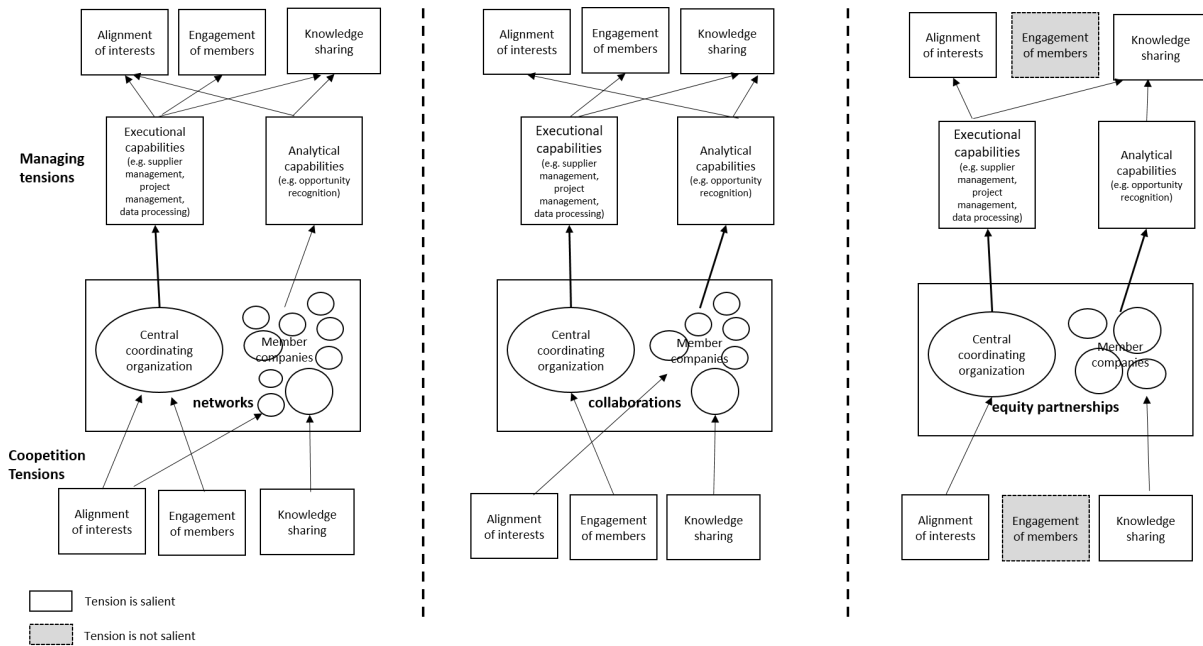 Alignment
of interests
Engagement
of members
Knowledge
sharing
Managing
tensions
Executional
capabilities
(e.g. supplier
management,
project
management,
data processing)
Analytical
capabilities
(e.g. opportunity
recognition)
Central
coordinating
organization
Member
companies
networks
Coopetition
Tensions
Alignment
of interests
Engagement
of members
Knowledge
sharing
Tension is salient
Tension is not salient
Alignment
of interests
Engagement
of members
Knowledge
sharing
Executional
capabilities
(e.g. supplier
management,
project
management,
data processing)
Analytical
capabilities
(e.g. opportunity
recognition)
Central
coordinating
organization
Member
companies
collaborations
Alignment
of interests
Engagement
of members
Knowledge
sharing
Alignment
of interests
Engagement
of members
Knowledge
sharing
Executional
capabilities
(e.g. supplier
management,
project
management,
data processing)
Analytical
capabilities
(e.g. opportunity
recognition)
Central
coordinating
organization
Member
companies
equity partnerships
Alignment
of interests
Engagement
of members
Knowledge
sharing